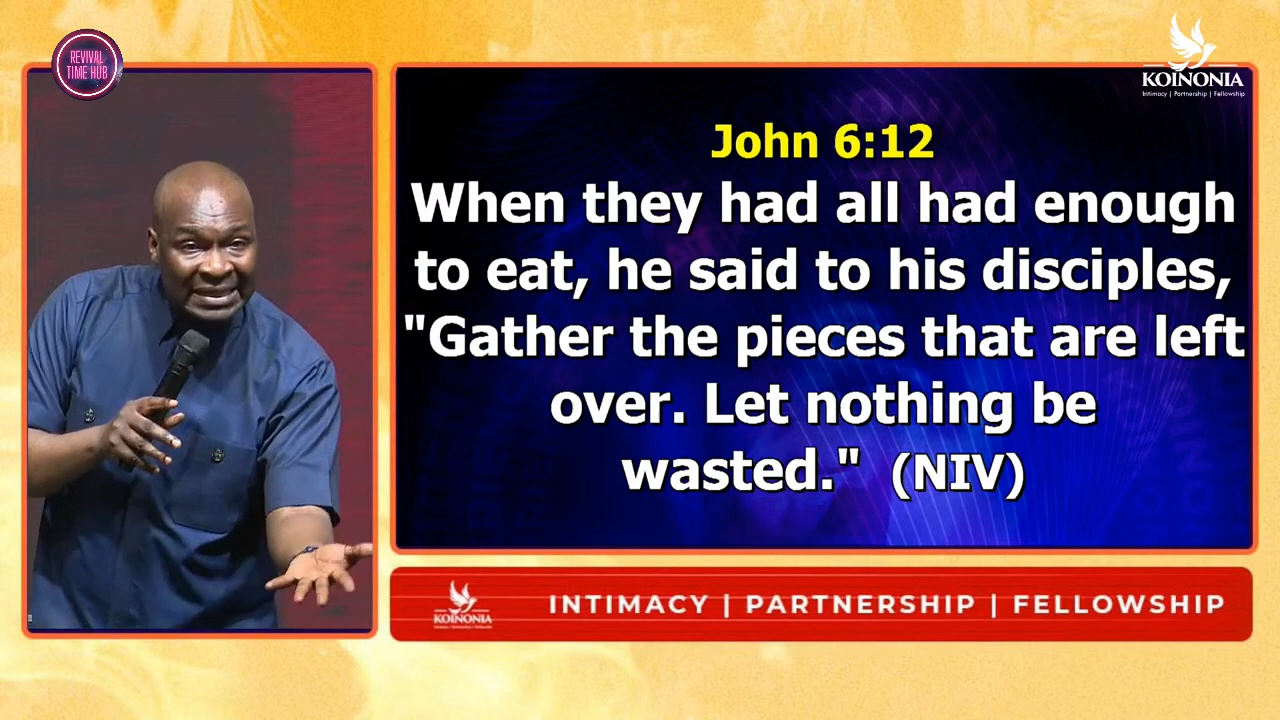 REVIVAL
TIME HUB
KOINONIA
Intimacy | Partnership | Fellowship
John 6:12
When they had all had enough
to eat, he said to his disciples,
"Gather the pieces that are left
over. Let nothing be
wasted." (NIV)
KOINONIA
INTIMACY | PARTNERSHIP | FELLOWSHIP